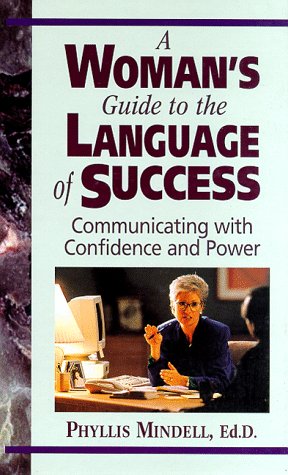 A
WOMAN'S
Guide to the
LANGUAGE
of SUCCESS
Communicating with
Confidence and Power
PHYLLIS MINDELL, Ed.D.